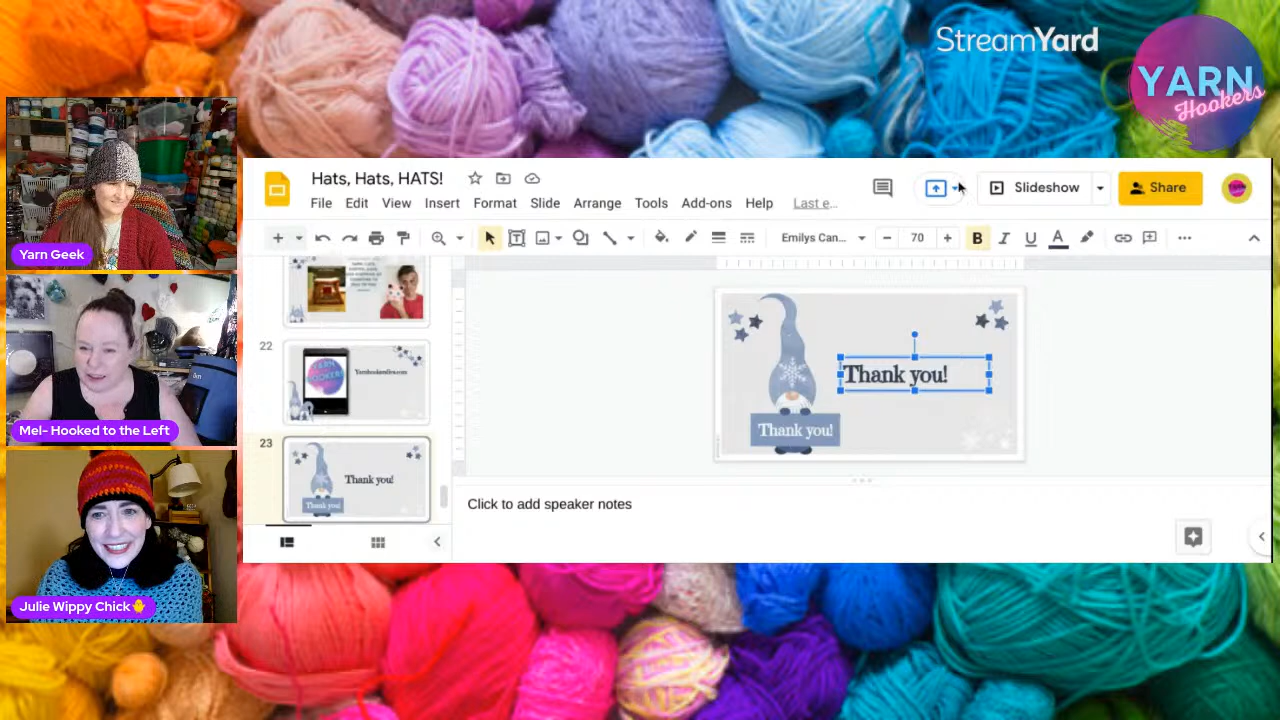 StreamYard
YARN
Hookers
Yarn Geek
Mel- Hooked to the Left
Julie Wippy Chick
Hats, Hats, HATS!
Slideshow
Share
File Edit View Insert Format Slide Arrange Tools Add-ons Help Last e...
Emilys Can... 70 B I U A
22
YARN
HOOKERS
23
Thank you!
Thank you!
Thank you!
Thank you!
Click to add speaker notes